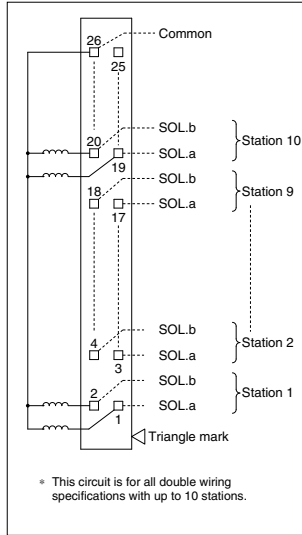 26 Common
25
20 SOL.b
SOL.a Station 10
19
18 SOL.b
SOL.a Station 9
17
4 SOL.b
SOL.a Station 2
3
2 SOL.b
SOL.a Station 1
1
Triangle mark
* This circuit is for all double wiring
specifications with up to 10 stations.